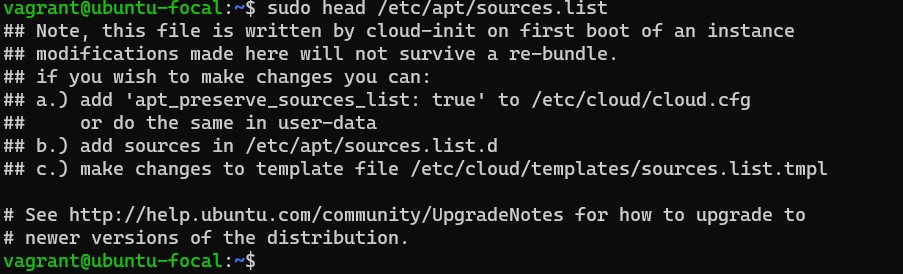 vagrant@ubuntu-focal:~$ sudo head /etc/apt/sources.list
## Note, this file is written by cloud-init on first boot of an instance
## modifications made here will not survive a re-bundle.
## if you wish to make changes you can:
## a.) add 'apt_preserve_sources_list: true' to /etc/cloud/cloud.cfg
##     or do the same in user-data
## b.) add sources in /etc/apt/sources.list.d
## c.) make changes to template file /etc/cloud/templates/sources.list.tmpl

# See http://help.ubuntu.com/community/UpgradeNotes for how to upgrade to
# newer versions of the distribution.
vagrant@ubuntu-focal:~$